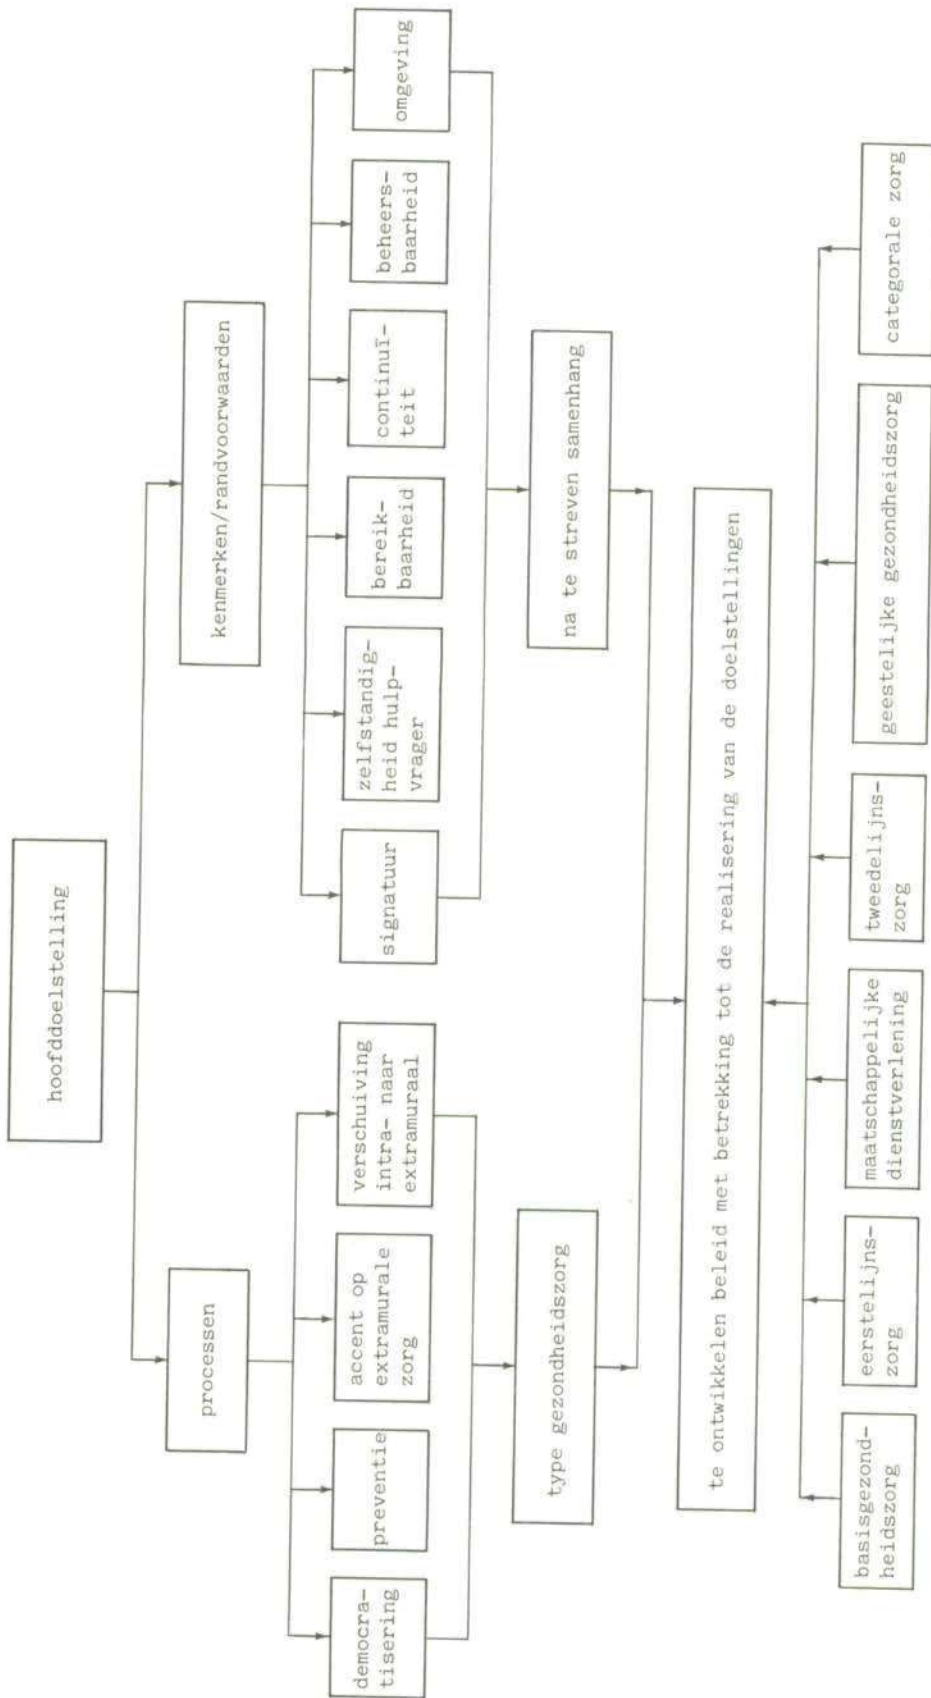 hoofddoelstelling
processen
kenmerken/randvoorwaarden
democra-
tisering
preventie
accent op
extramurale
zorg
verschuiving
intra- naar
extramuraal
signatuur
zelfstandig-
heid hulp-
vrager
bereik-
baarheid
continuï-
teit
beheers-
baarheid
omgeving
type gezondheidszorg
na te streven samenhang
te ontwikkelen beleid met betrekking tot de realisering van de doelstellingen
basisgezond-
heidszorg
eerstelijns-
zorg
maatschappelijke
dienstverlening
tweedelijns-
zorg
geestelijke gezondheidszorg
categorale zorg